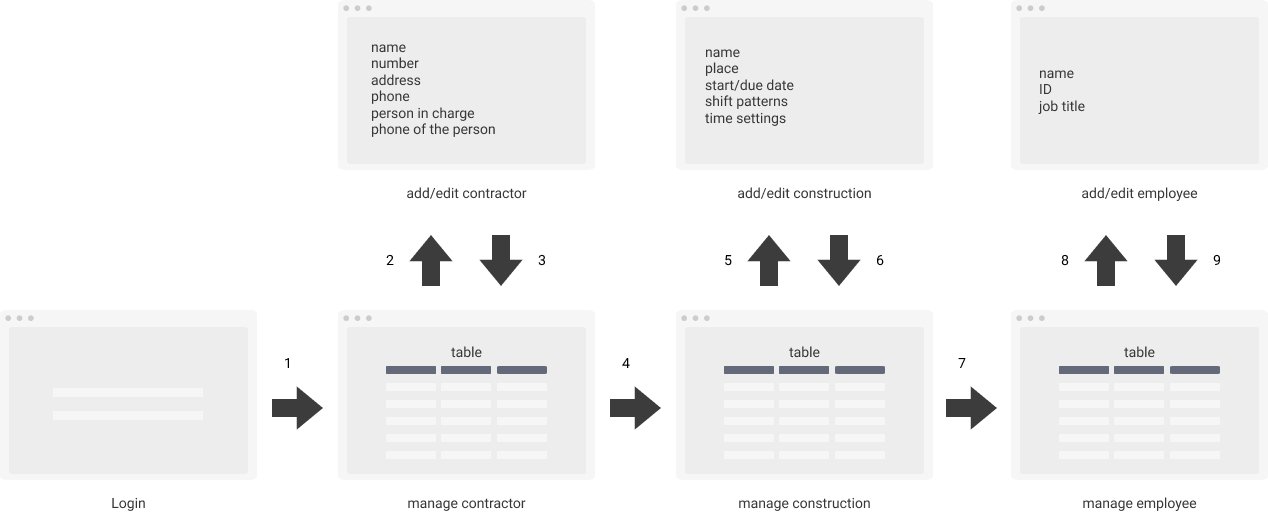 name
number
address
phone
person in charge
phone of the person
add/edit contractor
name
place
start/due date
shift patterns
time settings
add/edit construction
name
ID
job title
add/edit employee
2
3
5
6
8
9
Login
1
table
manage contractor
4
table
manage construction
7
table
manage employee